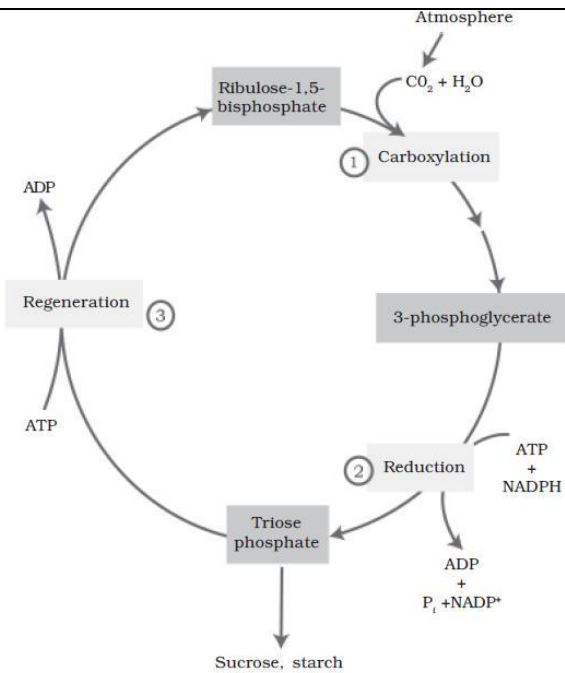 Atmosphere
C0₂ + H₂O
Ribulose-1,5-
bisphosphate
1 Carboxylation
ADP
Regeneration 3
3-phosphoglycerate
ATP
2 Reduction
ATP
+
NADPH
Triose
phosphate
ADP
+
Pᵢ +NADP⁺
Sucrose, starch